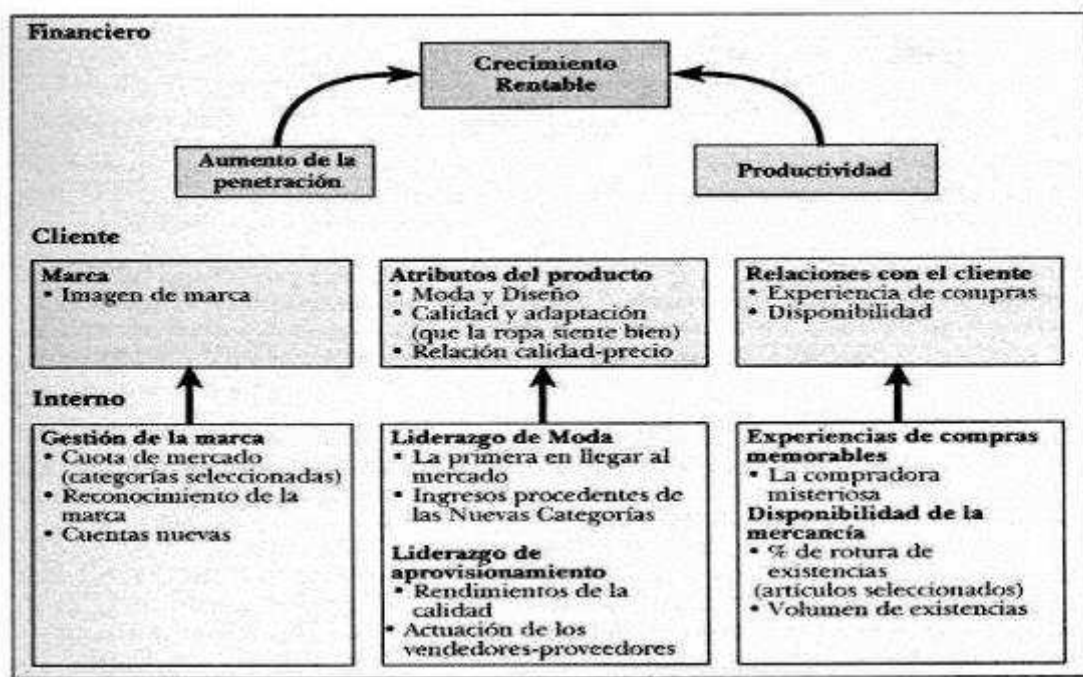 Financiero
Crecimiento
Rentable
Aumento de la
penetración
Productividad
Cliente
Marca
• Imagen de marca
Atributos del producto
• Moda y Diseño
• Calidad y adaptación
(que la ropa siente bien)
• Relación calidad-precio
Relaciones con el cliente
• Experiencia de compras
• Disponibilidad
Interno
Gestión de la marca
• Cuota de mercado
(categorías seleccionadas)
• Reconocimiento de la
marca
• Cuentas nuevas
Liderazgo de Moda
• La primera en llegar al
mercado
• Ingresos procedentes de
las Nuevas Categorías
Liderazgo de
aprovisionamiento
• Rendimientos de la
calidad
• Actuación de los
vendedores-proveedores
Experiencias de compras
memorables
• La compradora
misteriosa
Disponibilidad de la
mercancía
• % de rotura de
existencias
(artículos seleccionados)
• Volumen de existencias